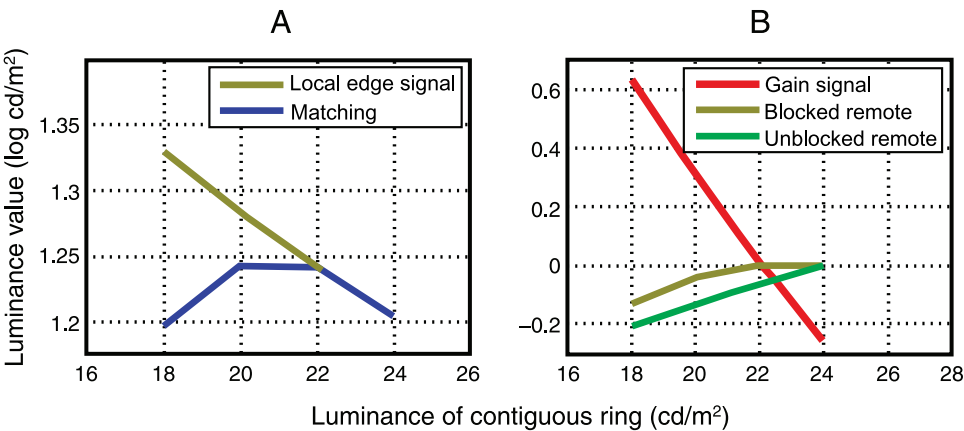 A
B
Luminance value (log cd/m²)
Local edge signal
Matching
1.35
1.3
1.25
1.2
16 18 20 22 24 26
Gain signal
Blocked remote
Unblocked remote
0.6
0.4
0.2
0
−0.2
16 18 20 22 24 26 28
Luminance of contiguous ring (cd/m²)